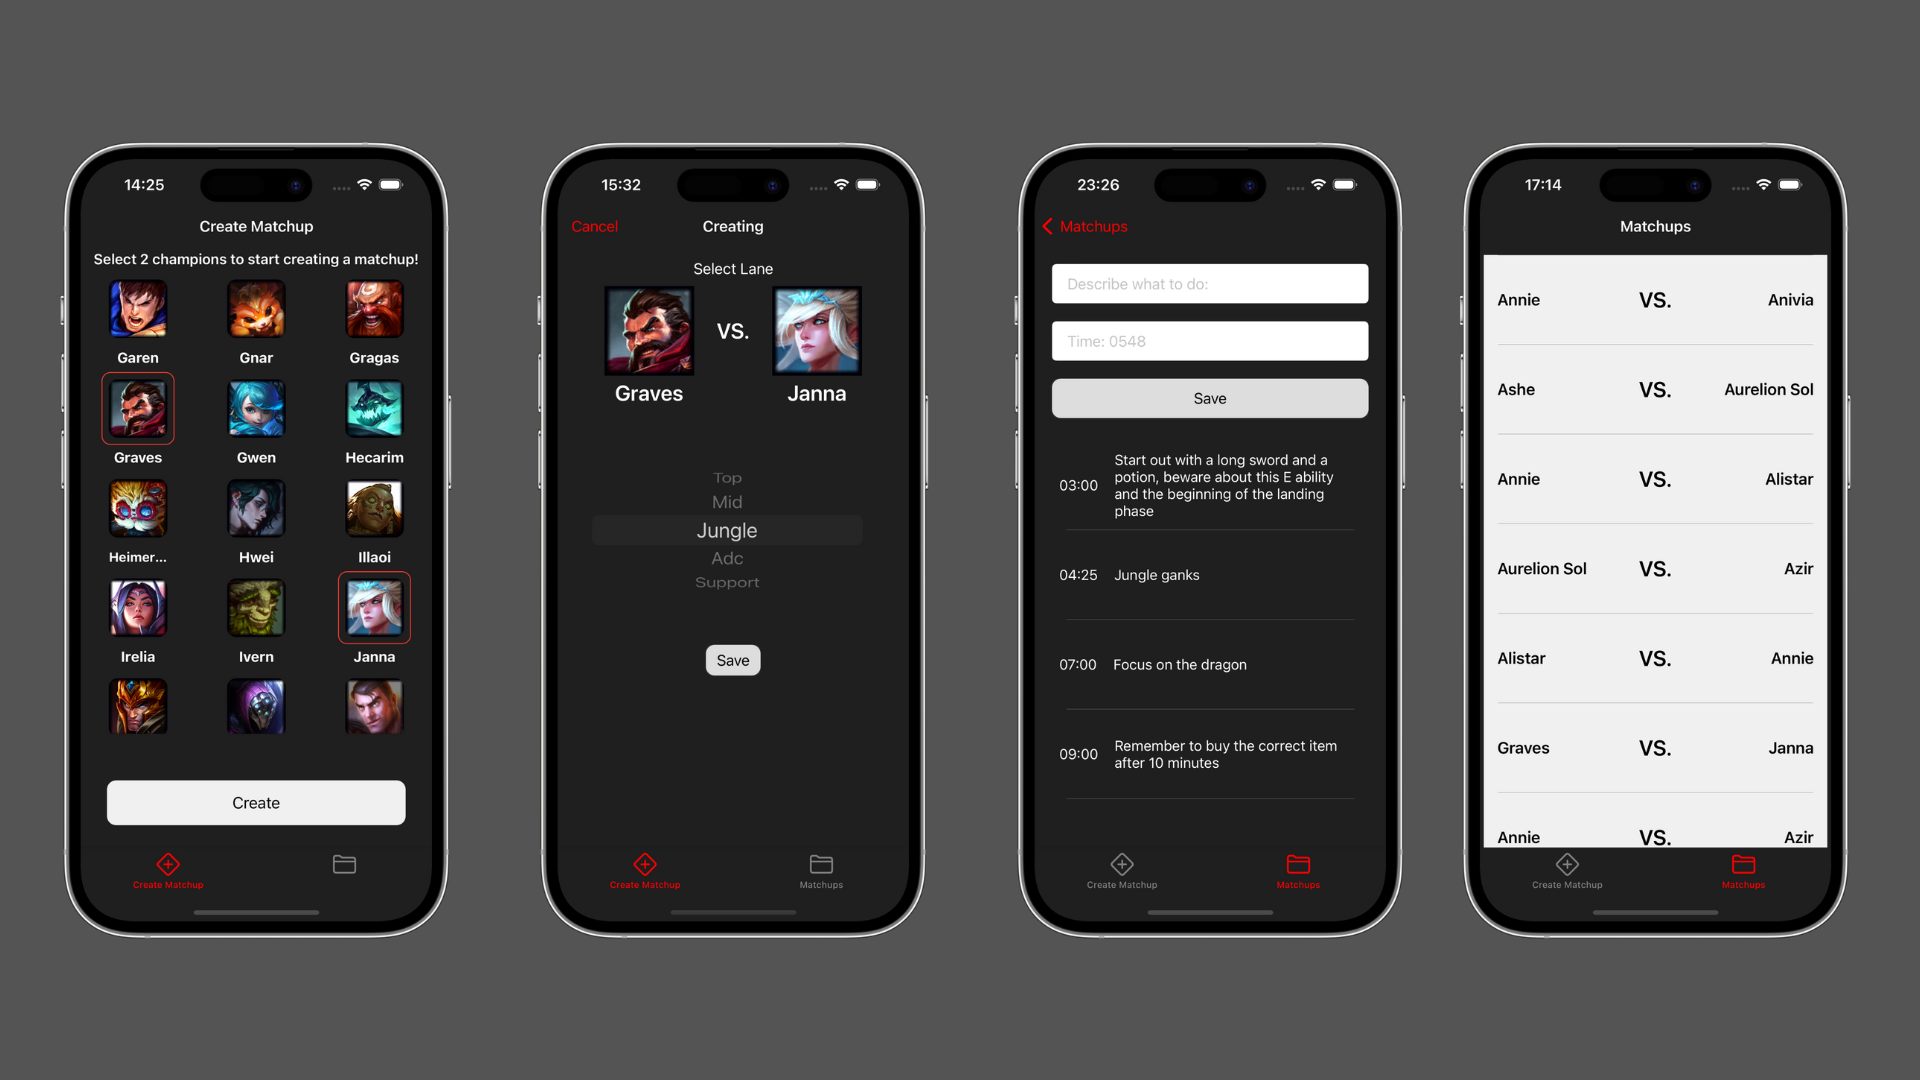 14:25
Create Matchup
Select 2 champions to start creating a matchup!
Garen
Gnar
Gragas
Graves
Gwen
Hecarim
Heimer...
Hwei
Illaoi
Irelia
Ivern
Janna
Create
Create Matchup
15:32
Cancel
Creating
Select Lane
VS.
Graves
Janna
Top
Mid
Jungle
Adc
Support
Save
Create Matchup
Matchups
23:26
Matchups
Describe what to do:
Time: 0548
Save
03:00
Start out with a long sword and a
potion, beware about this E ability
and the beginning of the landing
phase
04:25 Jungle ganks
07:00 Focus on the dragon
09:00
Remember to buy the correct item
after 10 minutes
Create Matchup
Matchups
17:14
Matchups
Annie VS. Anivia
Ashe VS. Aurelion Sol
Annie VS. Alistar
Aurelion Sol VS. Azir
Alistar VS. Annie
Graves VS. Janna
Annie VS. Azir
Create Matchup
Matchups